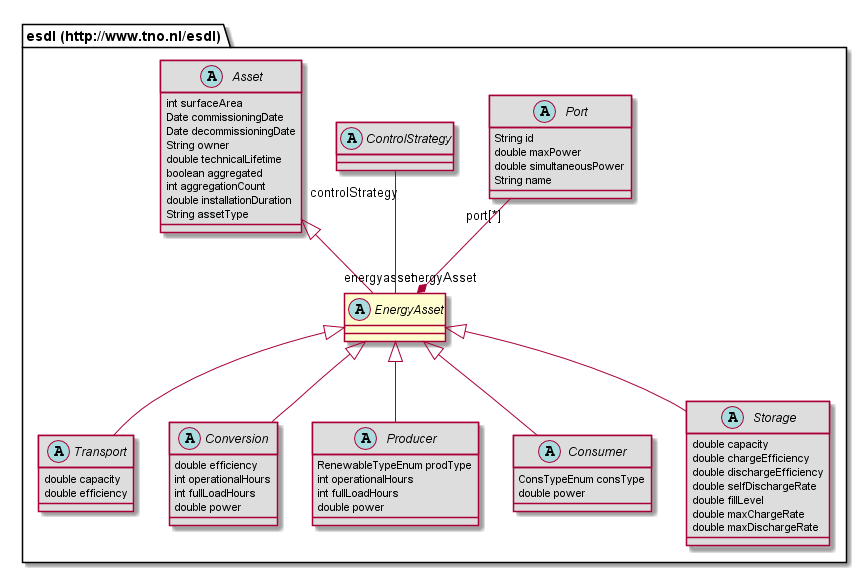 esdl (http://www.tno.nl/esdl)
A Asset
int surfaceArea
Date commissioningDate
Date decommissioningDate
String owner
double technicalLifetime
boolean aggregated
int aggregationCount
double installationDuration
String assetType
A ControlStrategy
A Port
String id
double maxPower
double simultaneousPower
String name
controlStrategy
port[*]
energyasset
nergyAsset
A EnergyAsset
A Transport
double capacity
double efficiency
A Conversion
double efficiency
int operationalHours
int fullLoadHours
double power
A Producer
RenewableTypeEnum prodType
int operationalHours
int fullLoadHours
double power
A Consumer
ConsTypeEnum consType
double power
A Storage
double capacity
double chargeEfficiency
double dischargeEfficiency
double selfDischargeRate
double fillLevel
double maxChargeRate
double maxDischargeRate